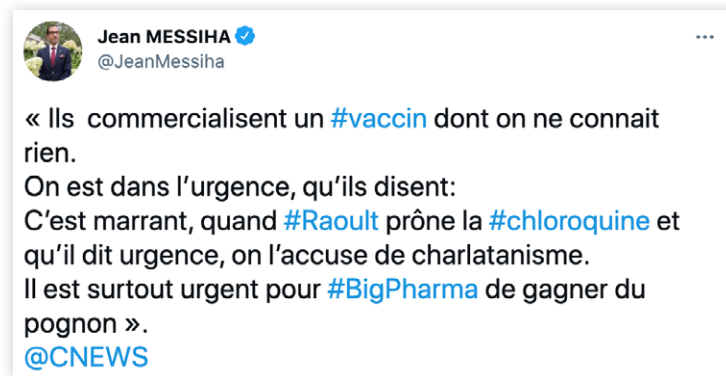 Jean MESSIHA
@JeanMessiha
« Ils commercialisent un #vaccin dont on ne connait
rien.
On est dans l’urgence, qu’ils disent:
C’est marrant, quand #Raoult prône la #chloroquine et
qu’il dit urgence, on l’accuse de charlatanisme.
Il est surtout urgent pour #BigPharma de gagner du
pognon ».
@CNEWS